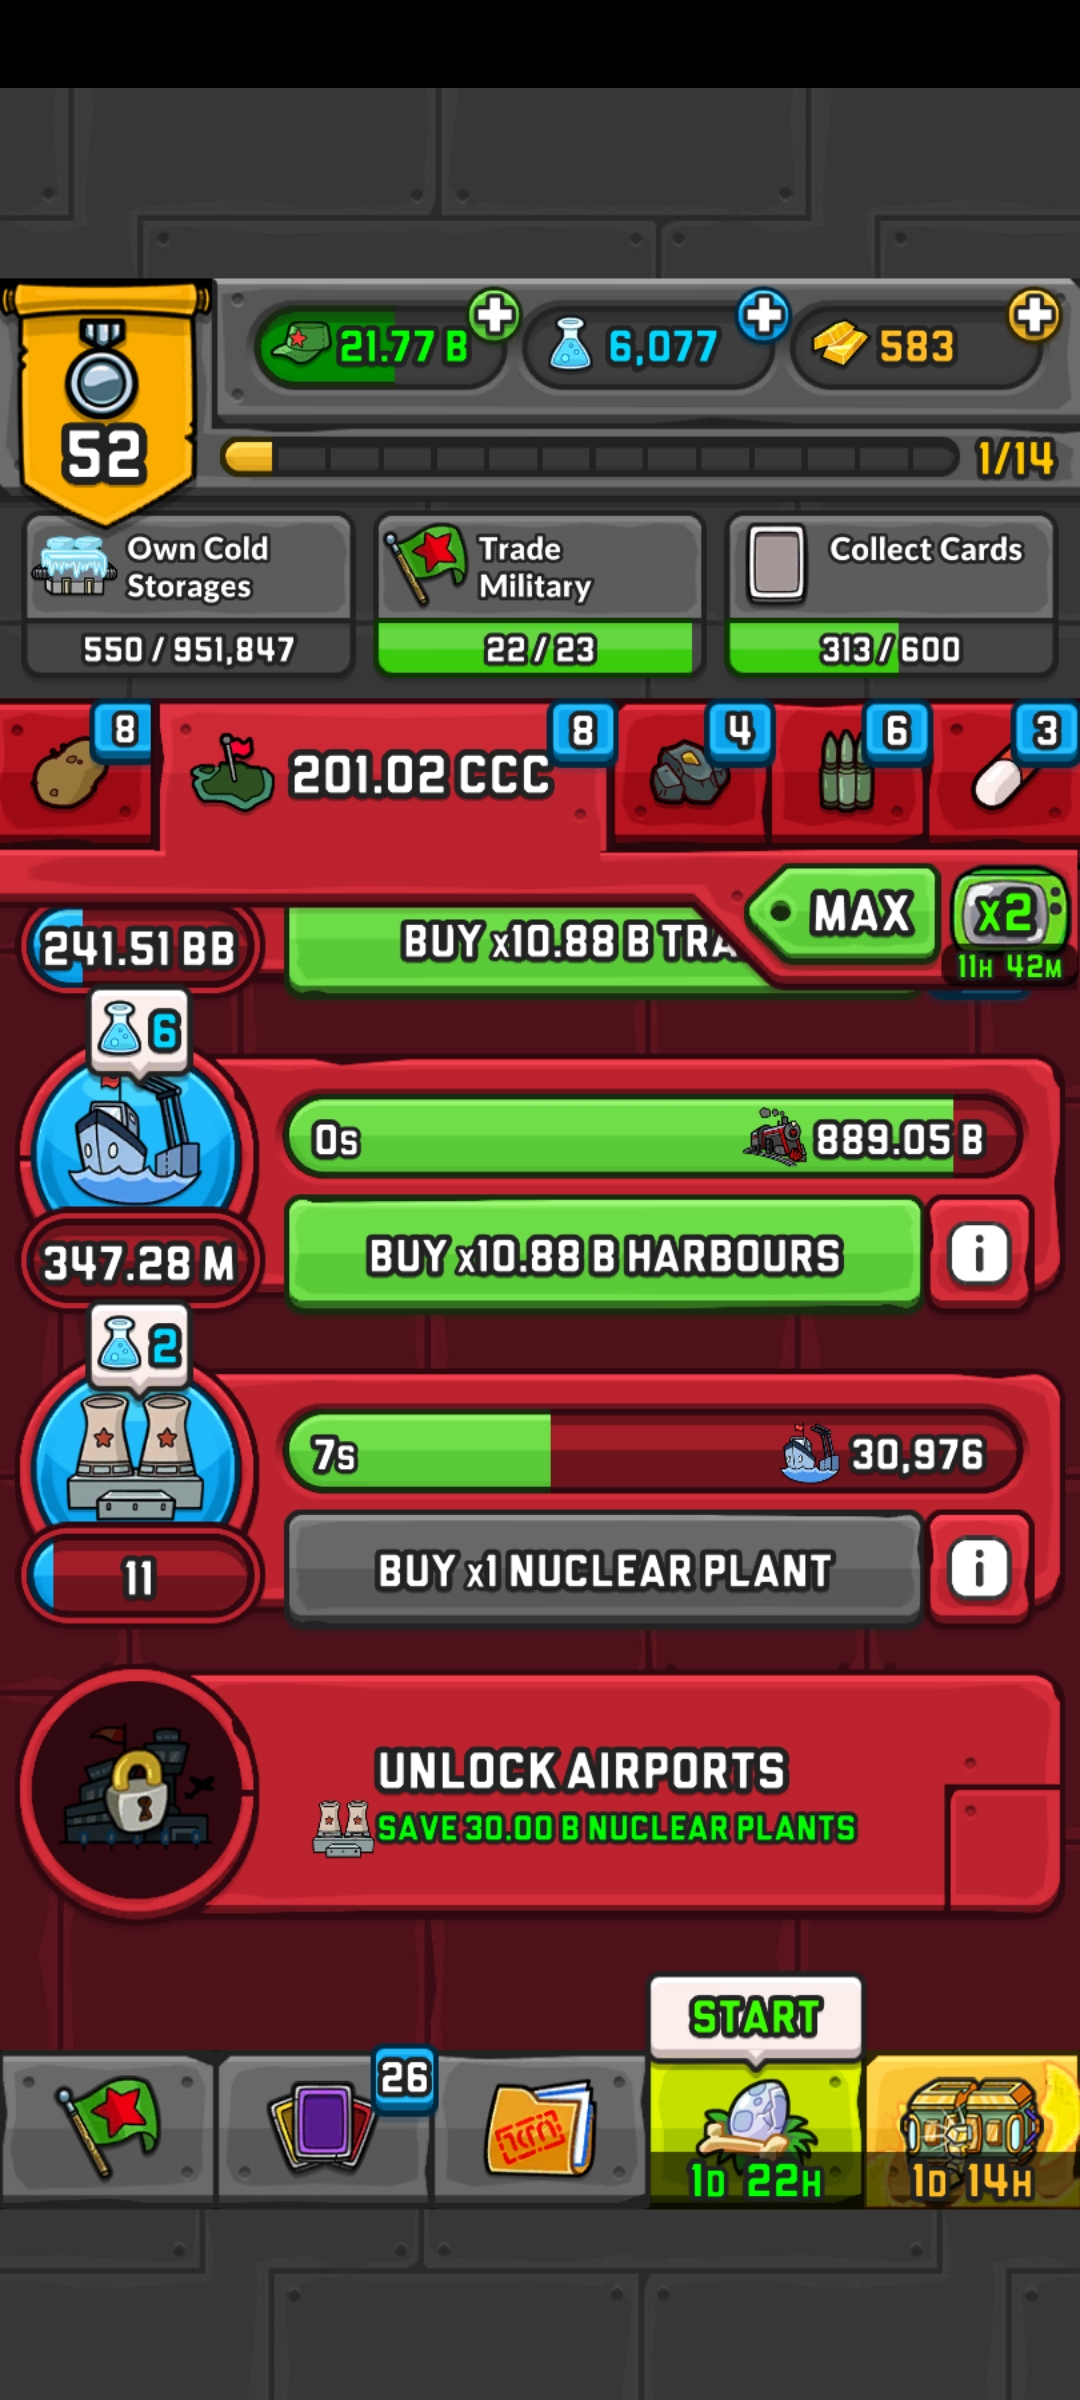 21.77 B
6,077
583
52
1/14
Own Cold
Storages
550 / 951,847
Trade
Military
22 / 23
Collect Cards
313 / 600
8
201.02 CCC
8
4
6
3
241.51 BB
BUY x10.88 B TRA
MAX
x2
11H 42M
6
0s
889.05 B
347.28 M
BUY x10.88 B HARBOURS
i
2
7s
30,976
11
BUY x1 NUCLEAR PLANT
i
UNLOCK AIRPORTS
SAVE 30.00 B NUCLEAR PLANTS
START
26
1D 22H
1D 14H